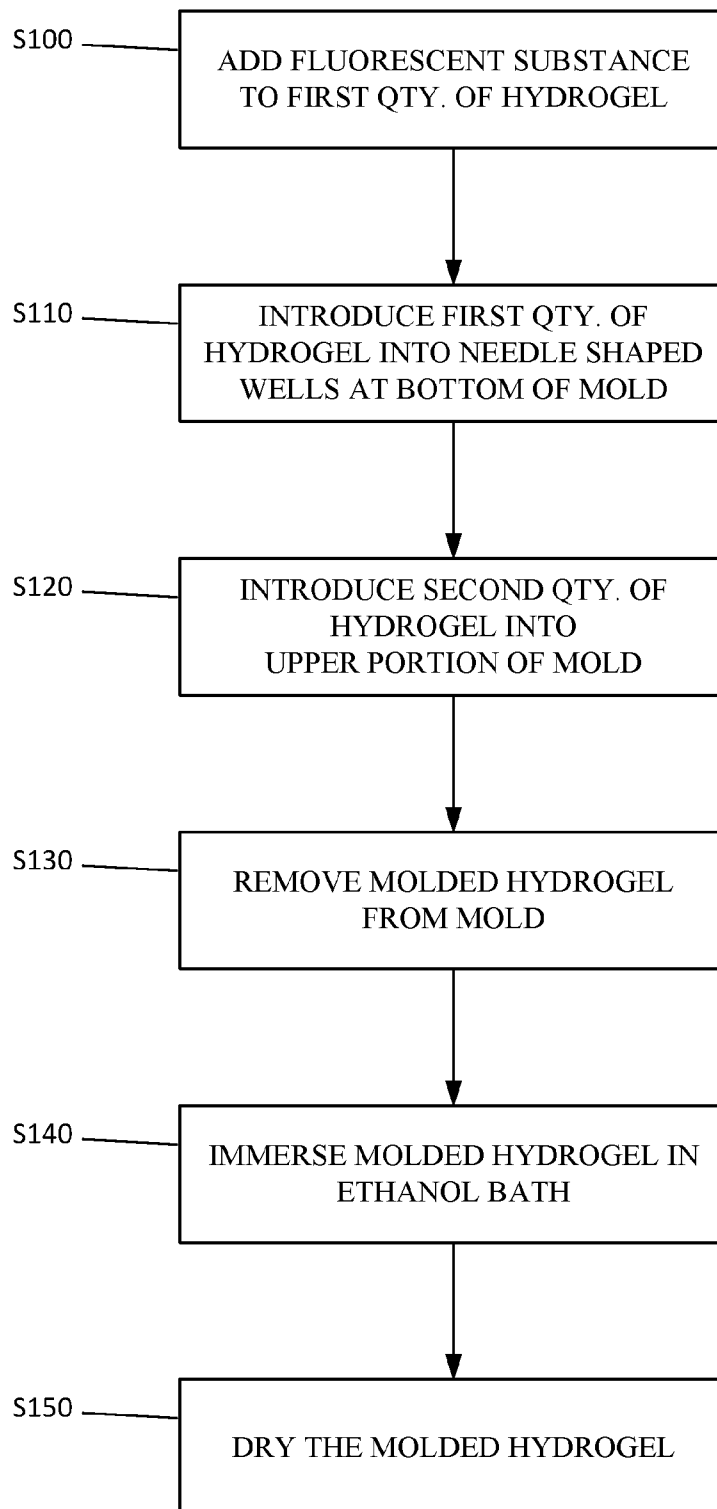 S100
ADD FLUORESCENT SUBSTANCE
TO FIRST QTY. OF HYDROGEL
S110
INTRODUCE FIRST QTY. OF
HYDROGEL INTO NEEDLE SHAPED
WELLS AT BOTTOM OF MOLD
S120
INTRODUCE SECOND QTY. OF
HYDROGEL INTO
UPPER PORTION OF MOLD
S130
REMOVE MOLDED HYDROGEL
FROM MOLD
S140
IMMERSE MOLDED HYDROGEL IN
ETHANOL BATH
S150
DRY THE MOLDED HYDROGEL